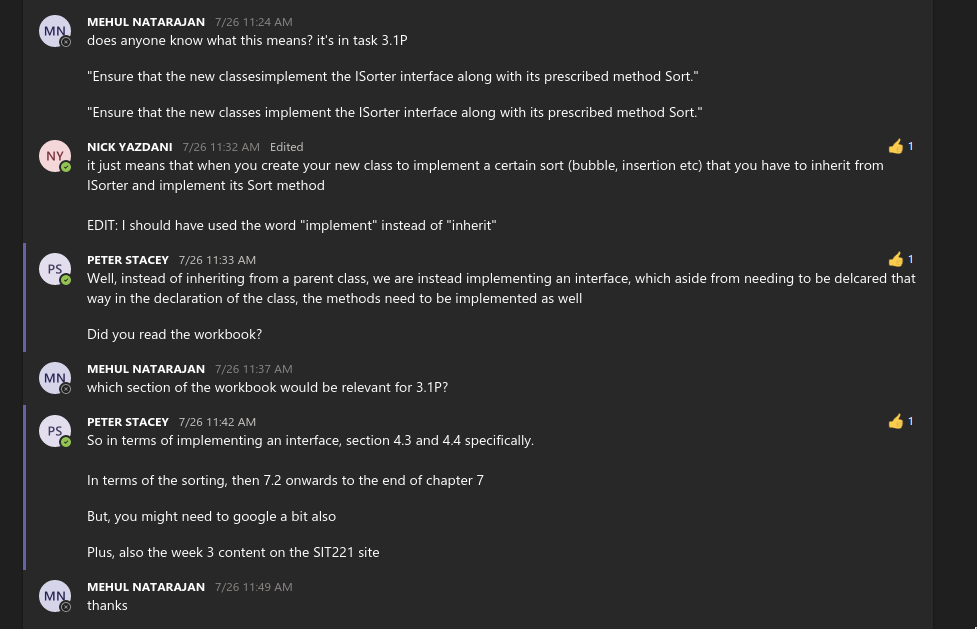 MN MEHUL NATARAJAN 7/26 11:24 AM
does anyone know what this means? it's in task 3.1P
"Ensure that the new classesimplement the ISorter interface along with its prescribed method Sort."
"Ensure that the new classes implement the ISorter interface along with its prescribed method Sort."
NY NICK YAZDANI 7/26 11:32 AM Edited 👍 1
it just means that when you create your new class to implement a certain sort (bubble, insertion etc) that you have to inherit from
ISorter and implement its Sort method
EDIT: I should have used the word "implement" instead of "inherit"
PS PETER STACEY 7/26 11:33 AM 👍 1
Well, instead of inheriting from a parent class, we are instead implementing an interface, which aside from needing to be delcared that
way in the declaration of the class, the methods need to be implemented as well
Did you read the workbook?
MN MEHUL NATARAJAN 7/26 11:37 AM
which section of the workbook would be relevant for 3.1P?
PS PETER STACEY 7/26 11:42 AM 👍 1
So in terms of implementing an interface, section 4.3 and 4.4 specifically.
In terms of the sorting, then 7.2 onwards to the end of chapter 7
But, you might need to google a bit also
Plus, also the week 3 content on the SIT221 site
MN MEHUL NATARAJAN 7/26 11:49 AM
thanks